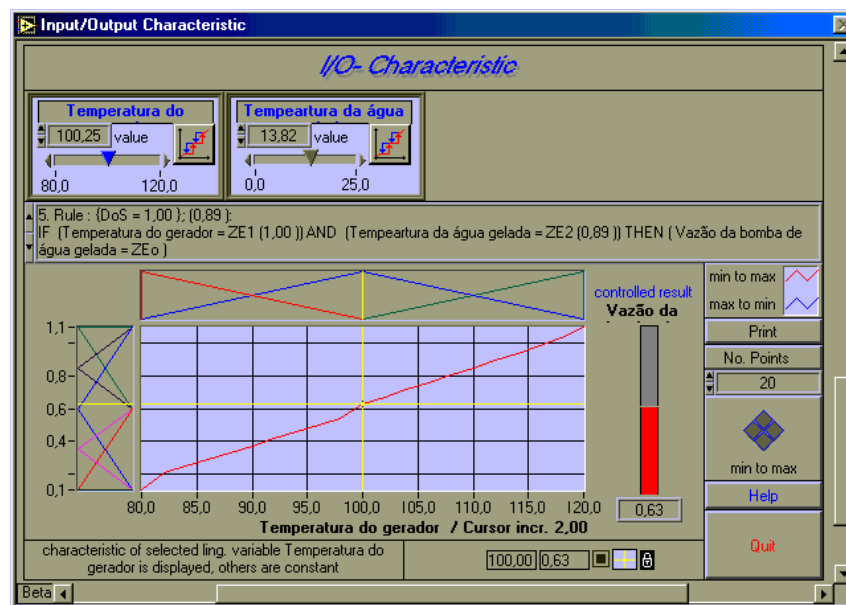 Input/Output Characteristic
I/O- Characteristic
Temperatura do
100,25 value
80,0 120,0
Tempeartura da água
13,82 value
0,0 25,0
5. Rule : {DoS = 1,00 }; (0,89 ):
IF (Temperatura do gerador = ZE1 (1,00 )) AND (Tempeartura da água gelada = ZE2 (0,89 )) THEN ( Vazão da bomba de
água gelada = ZEo )
1,1
0,8
0,6
0,4
0,1
80,0 85,0 90,0 95,0 100,0 105,0 110,0 115,0 120,0
Temperatura do gerador / Cursor incr. 2,00
controlled result
Vazão da
0,63
min to max
max to min
Print
No. Points
20
min to max
Help
Quit
characteristic of selected ling. variable Temperatura do
gerador is displayed, others are constant
100,00 0,63
Beta